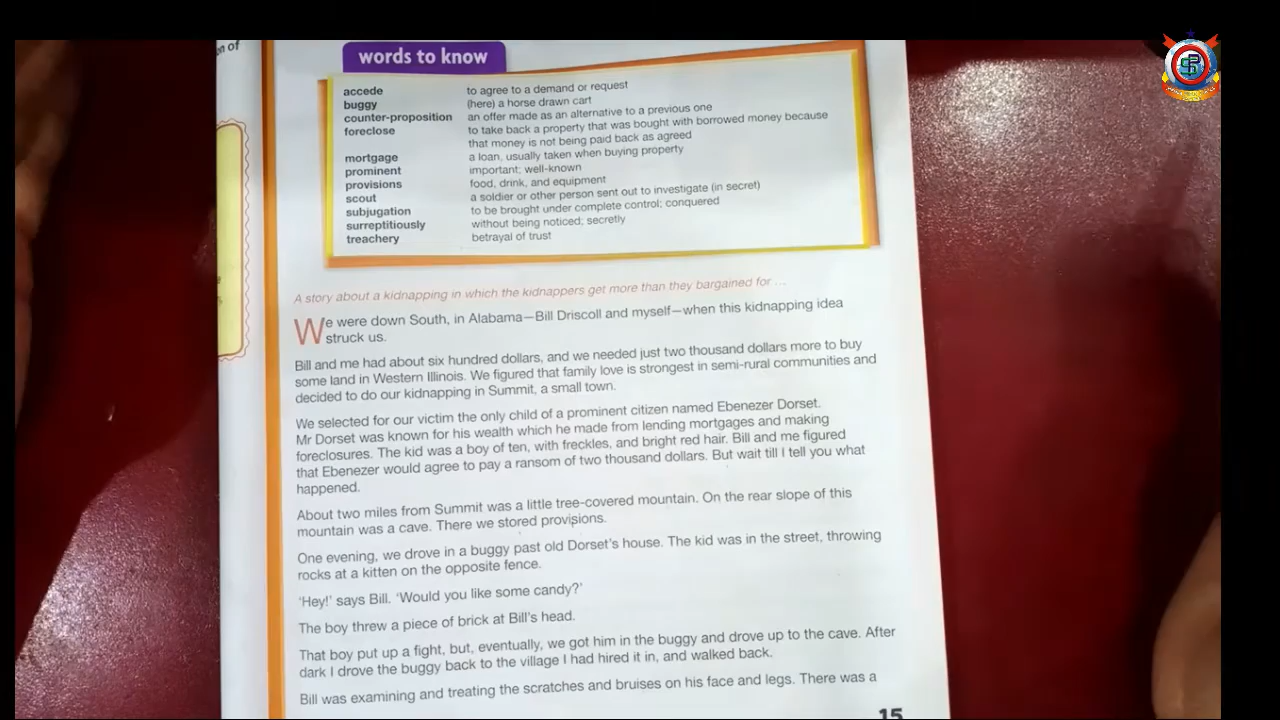 on of
words to know
accede to agree to a demand or request
buggy (here) a horse drawn cart
counter-proposition an offer made as an alternative to a previous one
foreclose to take back a property that was bought with borrowed money because
that money is not being paid back as agreed
mortgage a loan, usually taken when buying property
prominent important; well-known
provisions food, drink, and equipment
scout a soldier or other person sent out to investigate (in secret)
subjugation to be brought under complete control; conquered
surreptitiously without being noticed; secretly
treachery betrayal of trust
A story about a kidnapping in which the kidnappers get more than they bargained for ...
We were down South, in Alabama—Bill Driscoll and myself—when this kidnapping idea
struck us.
Bill and me had about six hundred dollars, and we needed just two thousand dollars more to buy
some land in Western Illinois. We figured that family love is strongest in semi-rural communities and
decided to do our kidnapping in Summit, a small town.
We selected for our victim the only child of a prominent citizen named Ebenezer Dorset.
Mr Dorset was known for his wealth which he made from lending mortgages and making
foreclosures. The kid was a boy of ten, with freckles, and bright red hair. Bill and me figured
that Ebenezer would agree to pay a ransom of two thousand dollars. But wait till I tell you what
happened.
About two miles from Summit was a little tree-covered mountain. On the rear slope of this
mountain was a cave. There we stored provisions.
One evening, we drove in a buggy past old Dorset's house. The kid was in the street, throwing
rocks at a kitten on the opposite fence.
'Hey!' says Bill. 'Would you like some candy?'
The boy threw a piece of brick at Bill's head.
That boy put up a fight, but, eventually, we got him in the buggy and drove up to the cave. After
dark I drove the buggy back to the village I had hired it in, and walked back.
Bill was examining and treating the scratches and bruises on his face and legs. There was a
15